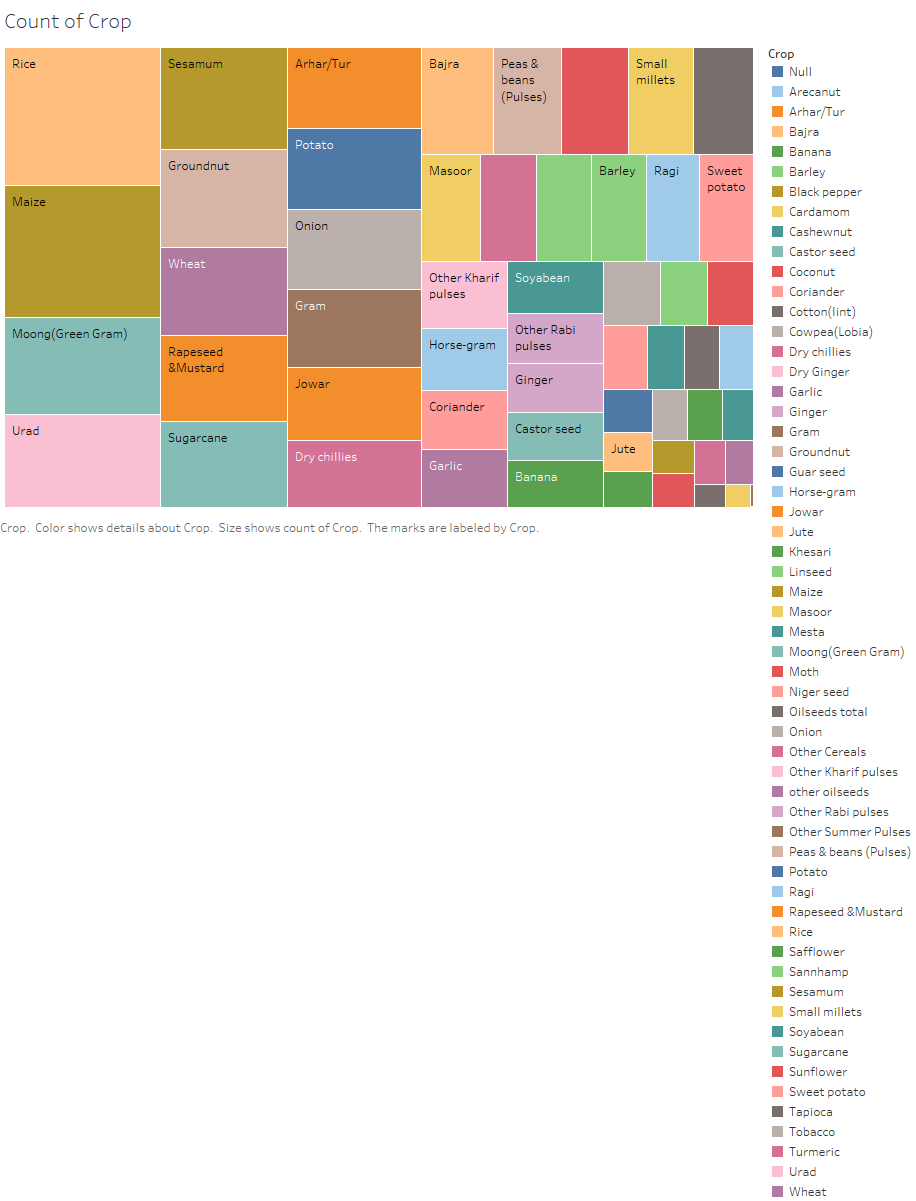 Count of Crop
Rice
Sesamum
Arhar/Tur
Bajra
Peas &
beans
(Pulses)
Small
millets
Potato
Groundnut
Masoor
Barley
Ragi
Sweet
potato
Maize
Onion
Wheat
Other Kharif
pulses
Soyabean
Gram
Moong(Green Gram)
Other Rabi
pulses
Horse-gram
Rapeseed
&Mustard
Ginger
Jowar
Coriander
Urad
Sugarcane
Castor seed
Jute
Dry chillies
Garlic
Banana
Crop.  Color shows details about Crop.  Size shows count of Crop.  The marks are labeled by Crop.
Crop
Null
Arecanut
Arhar/Tur
Bajra
Banana
Barley
Black pepper
Cardamom
Cashewnut
Castor seed
Coconut
Coriander
Cotton(lint)
Cowpea(Lobia)
Dry chillies
Dry Ginger
Garlic
Ginger
Gram
Groundnut
Guar seed
Horse-gram
Jowar
Jute
Khesari
Linseed
Maize
Masoor
Mesta
Moong(Green Gram)
Moth
Niger seed
Oilseeds total
Onion
Other Cereals
Other Kharif pulses
other oilseeds
Other Rabi pulses
Other Summer Pulses
Peas & beans (Pulses)
Potato
Ragi
Rapeseed &Mustard
Rice
Safflower
Sannhamp
Sesamum
Small millets
Soyabean
Sugarcane
Sunflower
Sweet potato
Tapioca
Tobacco
Turmeric
Urad
Wheat